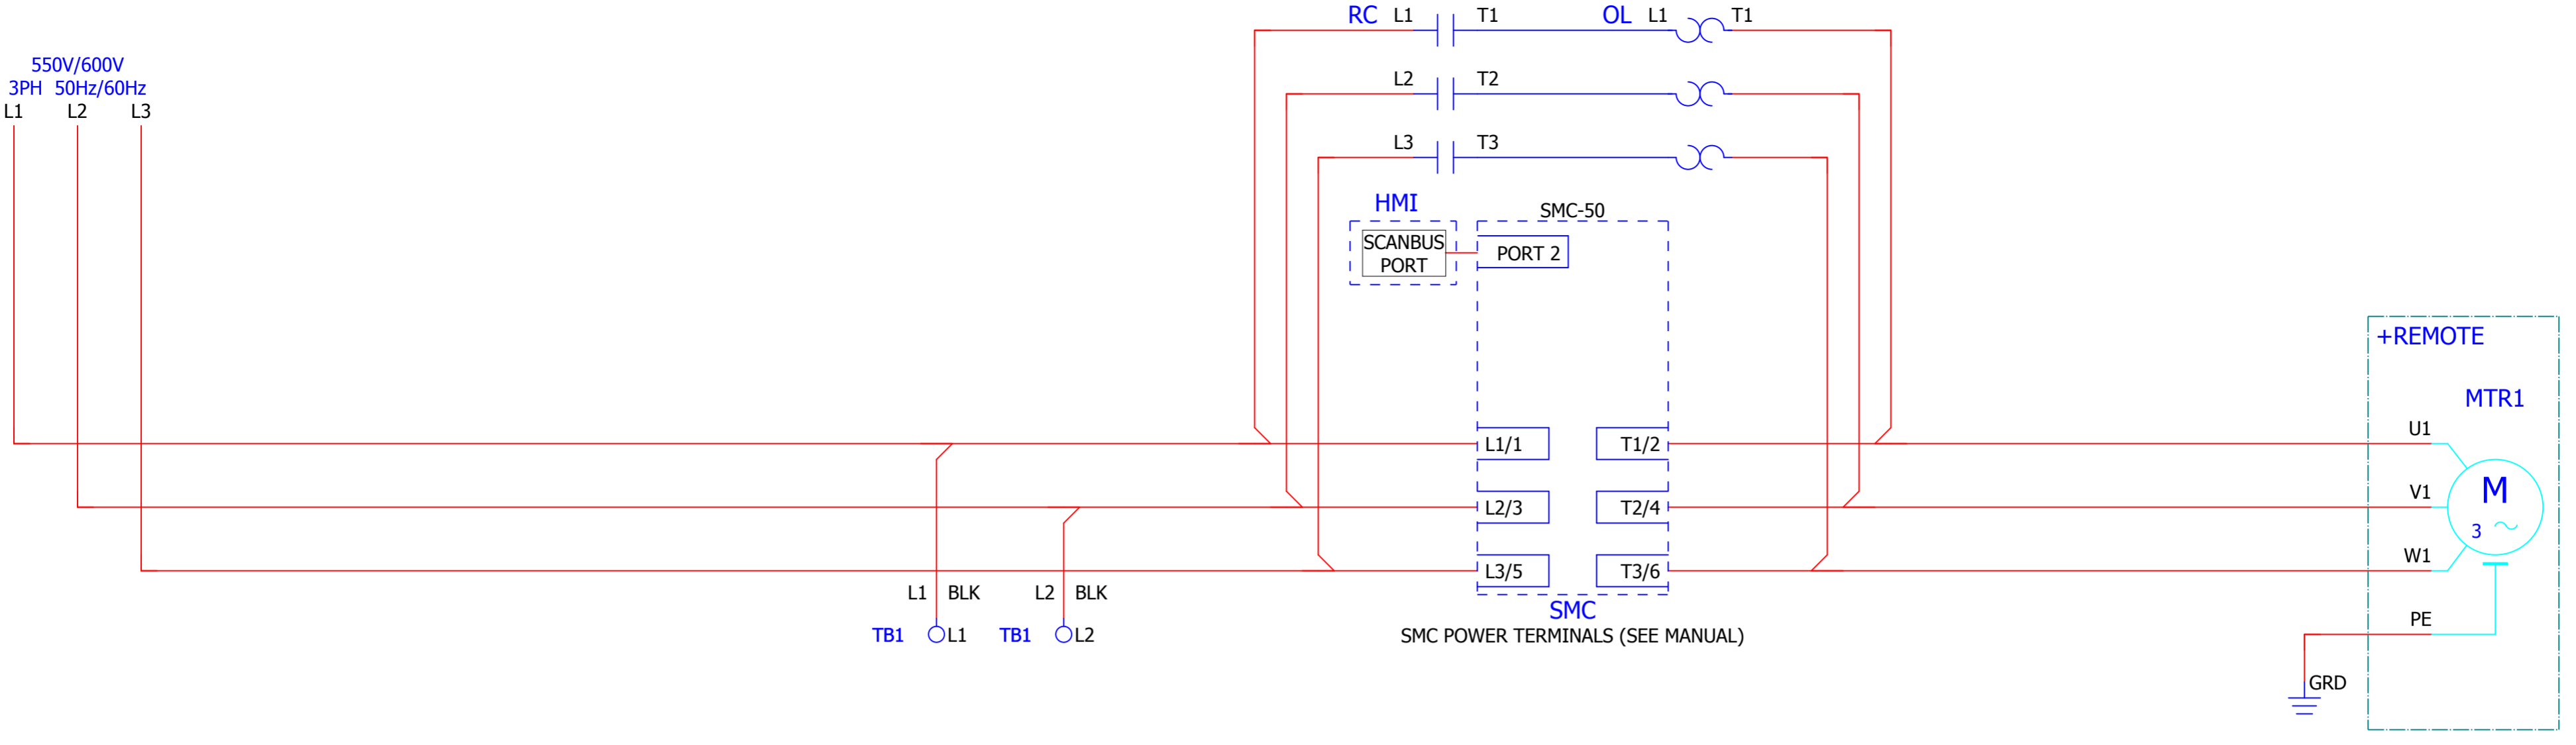 RC L1 T1 OL L1 T1
550V/600V
3PH 50Hz/60Hz
L1 L2 L3
L2 T2
L3 T3
HMI
SCANBUS
PORT
SMC-50
PORT 2
+REMOTE
MTR1
L1/1 T1/2
U1
L2/3 T2/4
V1
M
3
L3/5 T3/6
W1
L1 BLK L2 BLK
TB1 L1 TB1 L2
SMC
SMC POWER TERMINALS (SEE MANUAL)
PE
GRD